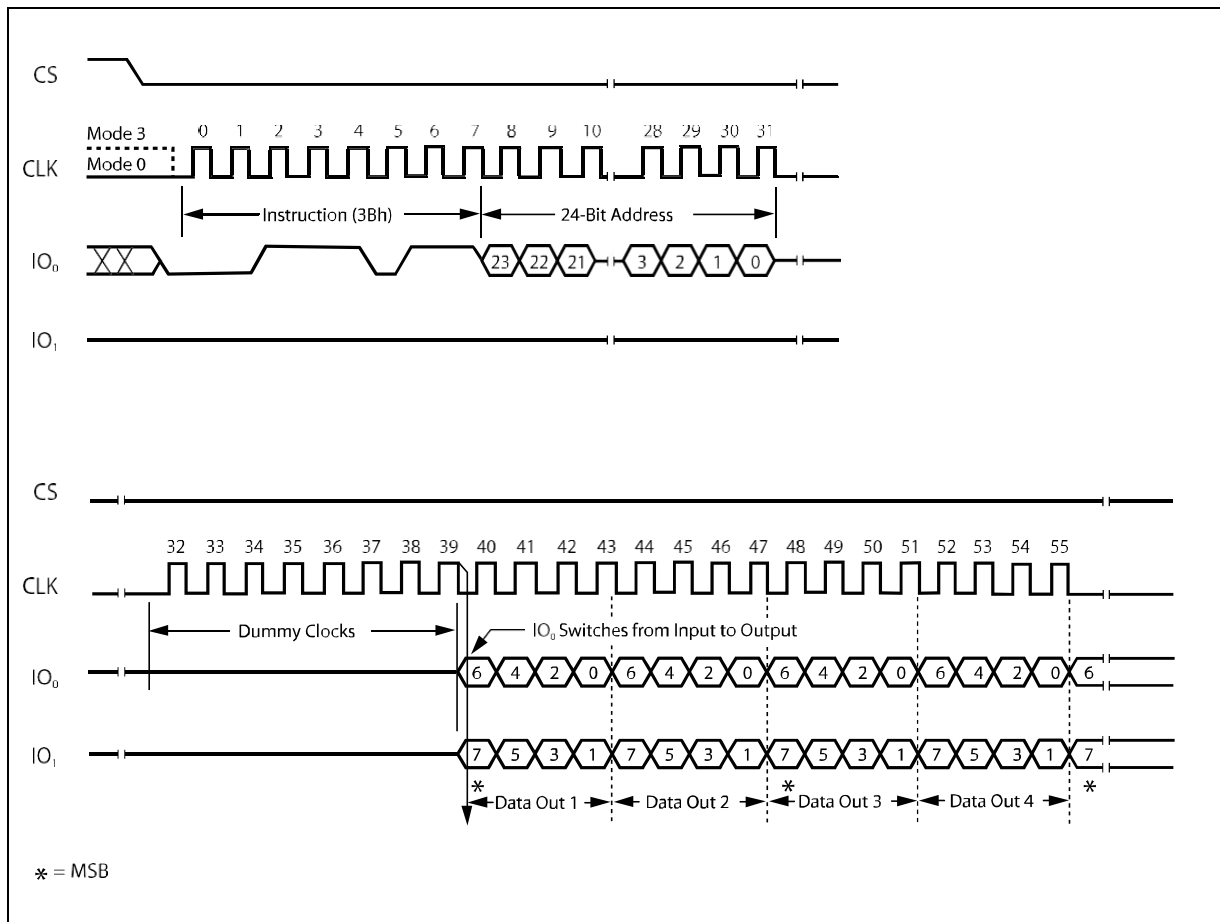 CS
Mode 3
0 1 2 3 4 5 6 7 8 9 10 28 29 30 31
Mode 0
CLK
Instruction (3Bh)
24-Bit Address
IO₀
23 22 21 3 2 1 0
IO₁
CS
32 33 34 35 36 37 38 39 40 41 42 43 44 45 46 47 48 49 50 51 52 53 54 55
CLK
Dummy Clocks
IO₀ Switches from Input to Output
IO₀
6 4 2 0 6 4 2 0 6 4 2 0 6 4 2 0 6
IO₁
7 5 3 1 7 5 3 1 7 5 3 1 7 5 3 1 7
* * *
Data Out 1 Data Out 2 Data Out 3 Data Out 4
* = MSB